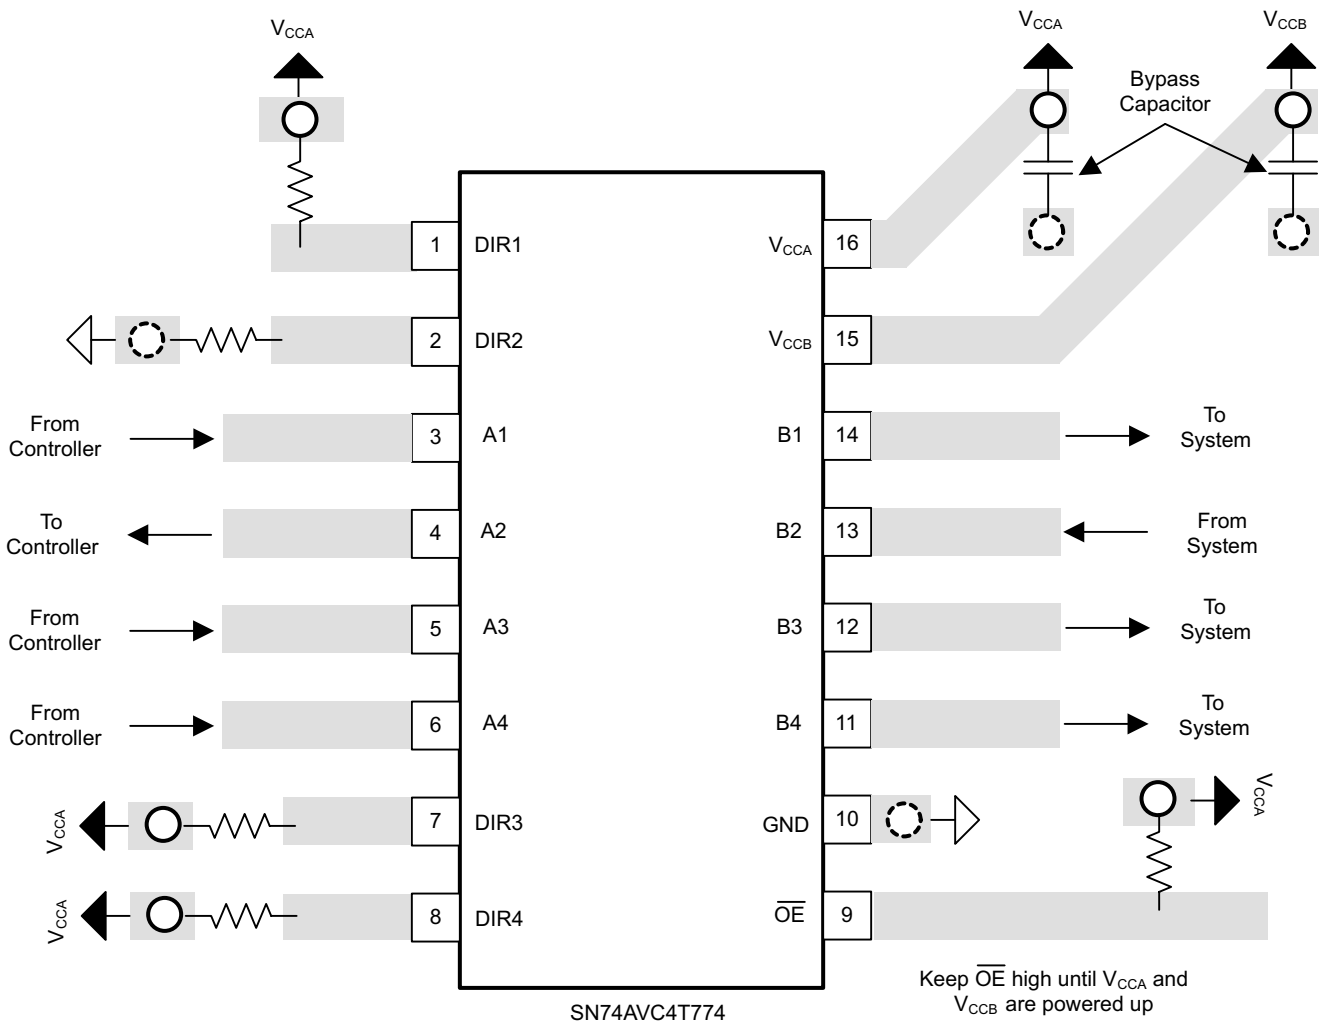 VCCA
VCCA
VCCB
Bypass
Capacitor
1 DIR1
VCCA 16
2 DIR2
VCCB 15
From
Controller
3 A1
B1 14
To
System
To
Controller
4 A2
B2 13
From
System
From
Controller
5 A3
B3 12
To
System
From
Controller
6 A4
B4 11
To
System
VCCA
7 DIR3
GND 10
VCCA
VCCA
8 DIR4
O̅E̅ 9
Keep O̅E̅ high until VCCA and
VCCB are powered up
SN74AVC4T774